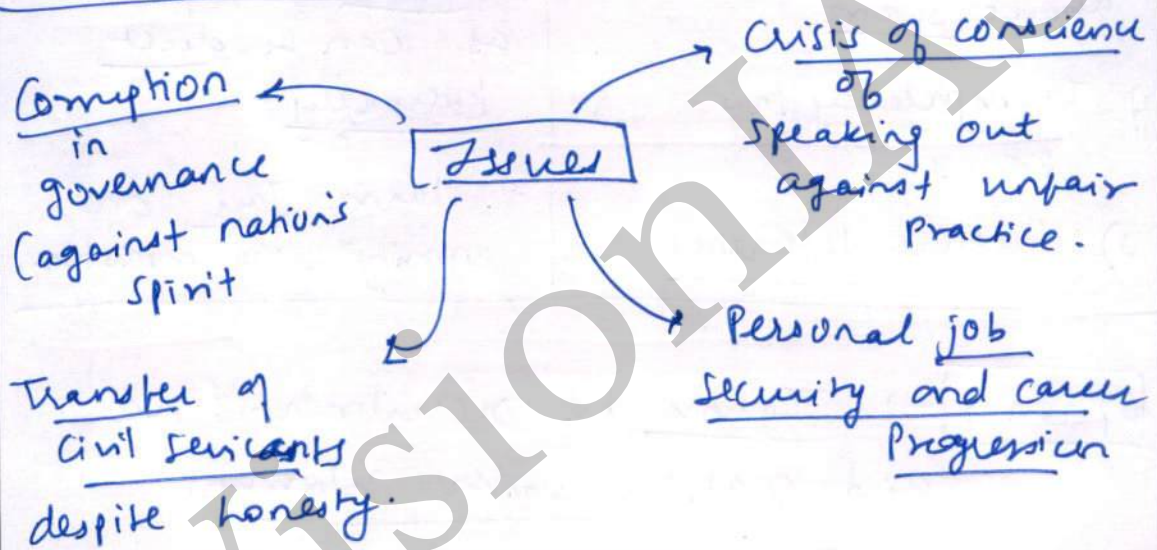 Corruption
in
governance
(against nation's
spirit
Issues
Crisis of conscience
of
speaking out
against unfair
practice.
Transfer of
civil servants
despite honesty.
Personal job
security and career
Progression
VisionIAS